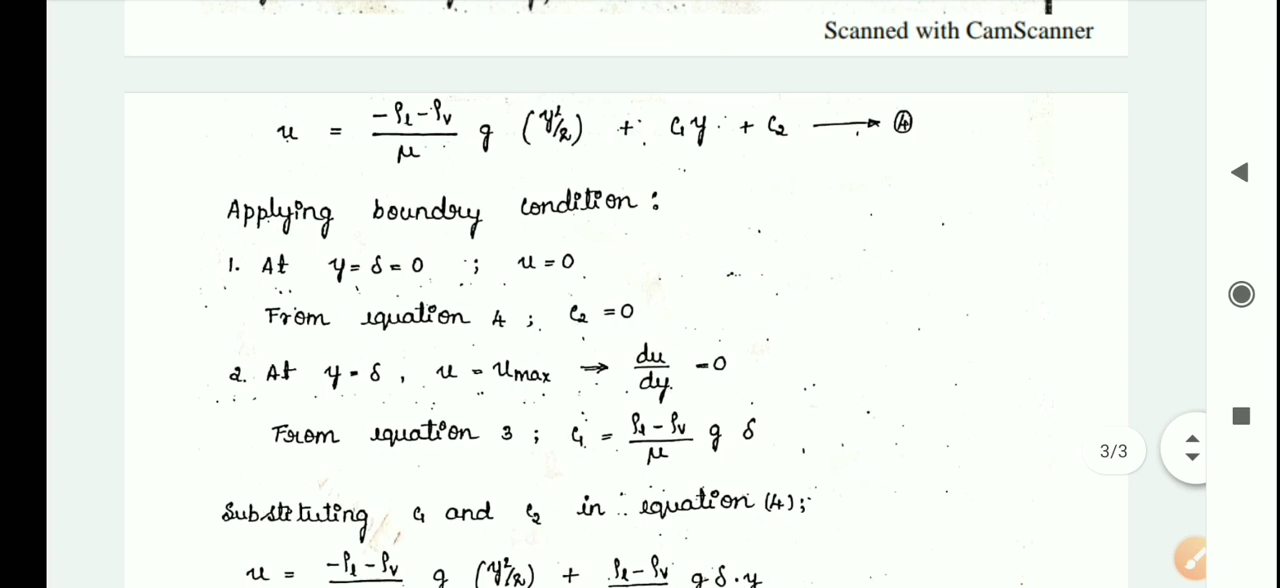 Scanned with CamScanner
u = -ρl-ρv/μ g (y²/2) + c1y + c2 → ④
Applying boundry condition :
1. At y = δ = 0 ; u = 0
From equation 4 ; c2 = 0
2. At y = δ , u = umax ⇒ du/dy = 0
From equation 3 ; c1 = ρl - ρv/μ g δ
3/3
Substituting c1 and c2 in equation (4);
u = -ρl-ρv g (y²/2) + ρl-ρv g δ.y